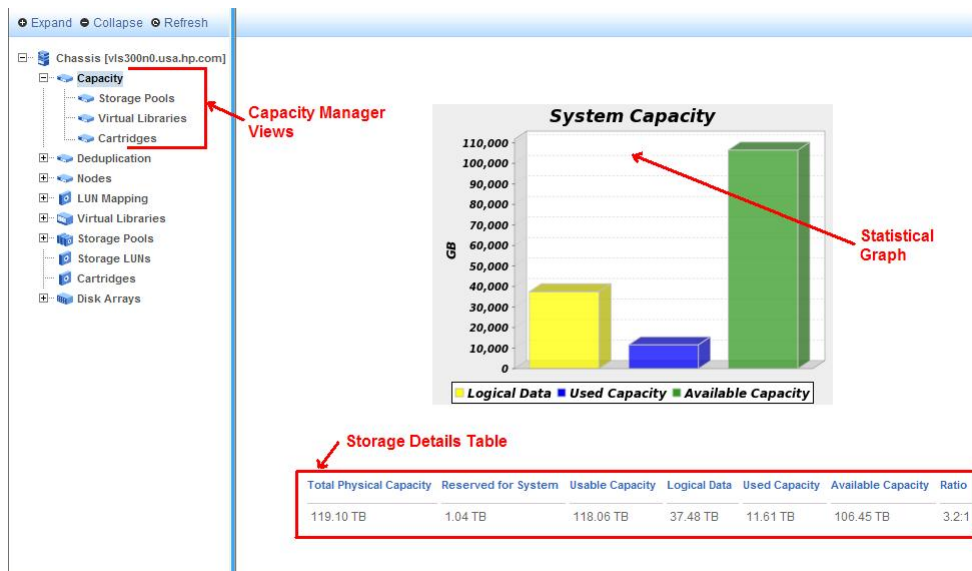 Expand Collapse Refresh
Chassis [vls300n0.usa.hp.com]
Capacity
Storage Pools
Virtual Libraries
Cartridges
Deduplication
Nodes
LUN Mapping
Virtual Libraries
Storage Pools
Storage LUNs
Cartridges
Disk Arrays
Capacity Manager
Views
System Capacity
110,000
100,000
90,000
80,000
70,000
60,000
50,000
40,000
30,000
20,000
10,000
0
GB
Logical Data Used Capacity Available Capacity
Statistical
Graph
Storage Details Table
Total Physical Capacity Reserved for System Usable Capacity Logical Data Used Capacity Available Capacity Ratio
119.10 TB 1.04 TB 118.06 TB 37.48 TB 11.61 TB 106.45 TB 3.2:1